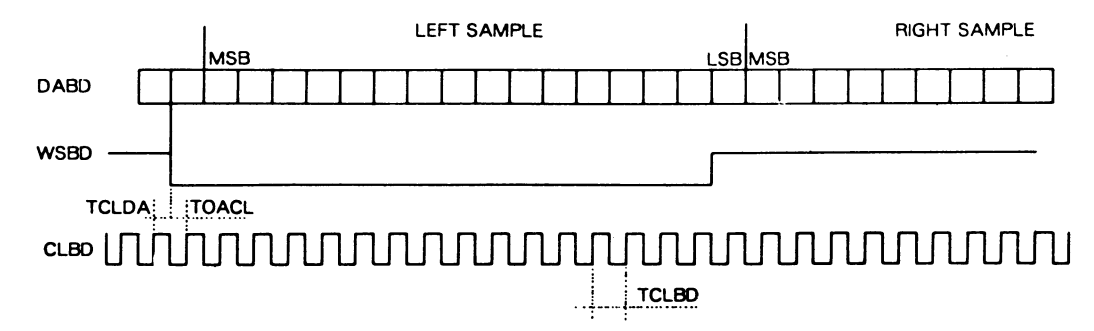 LEFT SAMPLE RIGHT SAMPLE
MSB LSB MSB
DABD
WSBD
TCLDA TOACL
CLBD
TCLBD